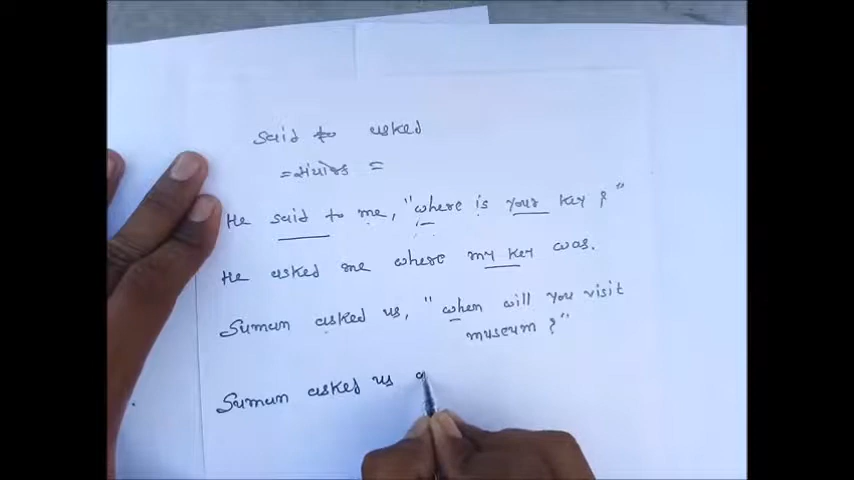 said to asked
= સંયોજક =
He said to me, "where is your key ?"
He asked me where my key was.
Suman asked us, "when will you visit
museum ?"
Suman asked us